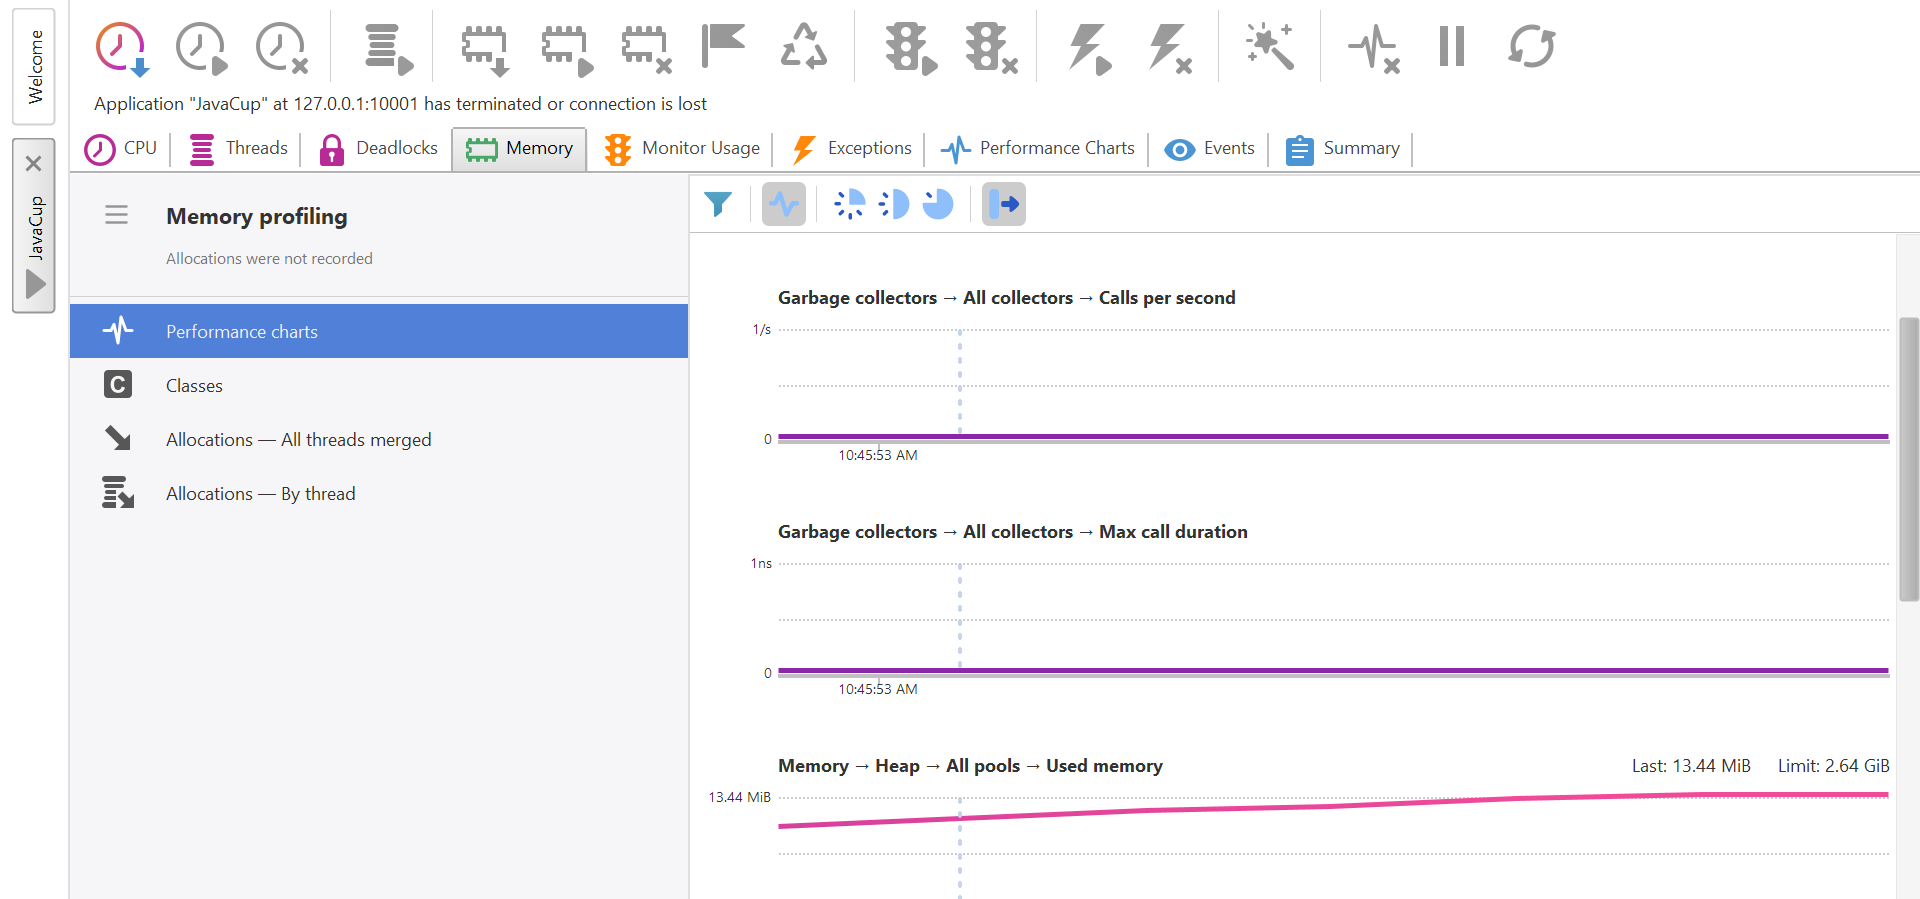 Welcome
JavaCup
Application "JavaCup" at 127.0.0.1:10001 has terminated or connection is lost
CPU Threads Deadlocks Memory Monitor Usage Exceptions Performance Charts Events Summary
Memory profiling
Allocations were not recorded
Performance charts
C Classes
Allocations — All threads merged
Allocations — By thread
Garbage collectors → All collectors → Calls per second
1/s
0
10:45:53 AM
Garbage collectors → All collectors → Max call duration
1ns
0
10:45:53 AM
Memory → Heap → All pools → Used memory Last: 13.44 MiB Limit: 2.64 GiB
13.44 MiB